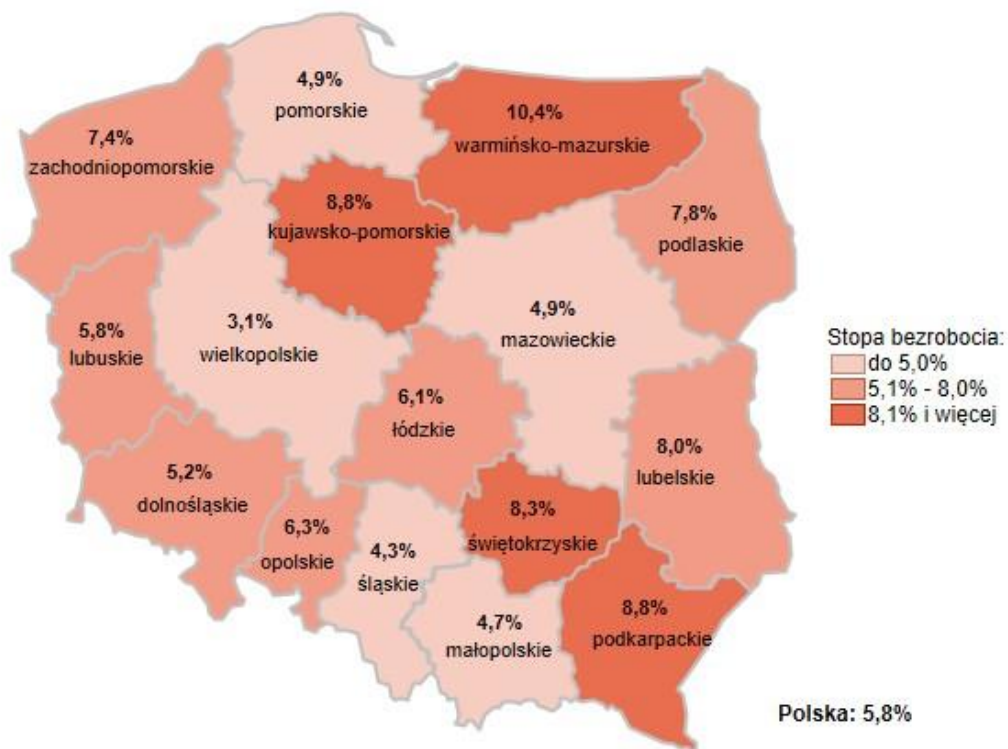 4,9%
pomorskie
10,4%
warmińsko-mazurskie
7,4%
zachodniopomorskie
8,8%
kujawsko-pomorskie
7,8%
podlaskie
5,8%
lubuskie
3,1%
wielkopolskie
4,9%
mazowieckie
Stopa bezrobocia:
do 5,0%
5,1% - 8,0%
8,1% i więcej
6,1%
łódzkie
8,0%
lubelskie
5,2%
dolnośląskie
6,3%
opolskie
4,3%
śląskie
8,3%
świętokrzyskie
4,7%
małopolskie
8,8%
podkarpackie
Polska: 5,8%